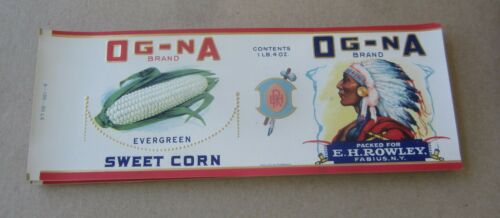 OG-NA
BRAND
EVERGREEN
SWEET CORN
CONTENTS
1 LB. 4 OZ.
OG-NA
BRAND
PACKED FOR
E.H.ROWLEY,
FABIUS, N.Y.